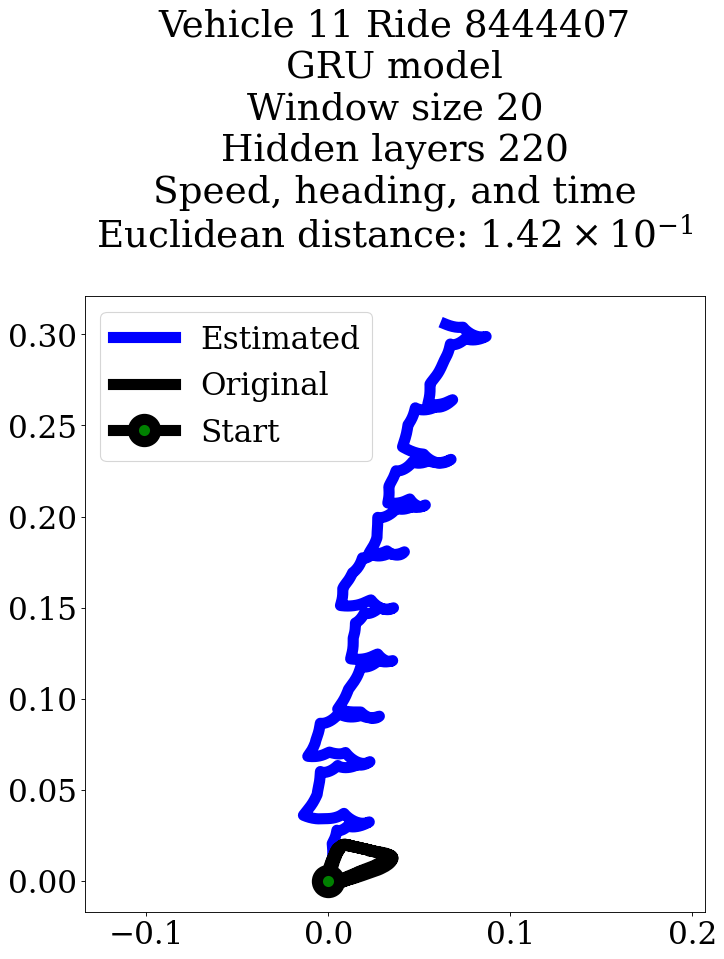 Vehicle 11 Ride 8444407
GRU model
Window size 20
Hidden layers 220
Speed, heading, and time
Euclidean distance: 1.42 × 10⁻¹
Estimated
Original
Start
0.30
0.25
0.20
0.15
0.10
0.05
0.00
−0.1
0.0
0.1
0.2